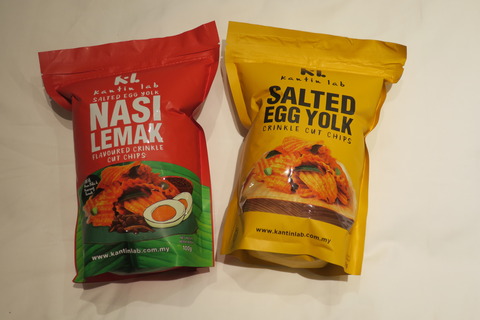 KL
kantin lab
SALTED EGG YOLK
NASI
LEMAK
FLAVOURED CRINKLE
CUT CHIPS
100g
www.kantinlab.com.my
KL
kantin lab
SALTED
EGG YOLK
CRINKLE CUT CHIPS
www.kantinlab.com.my